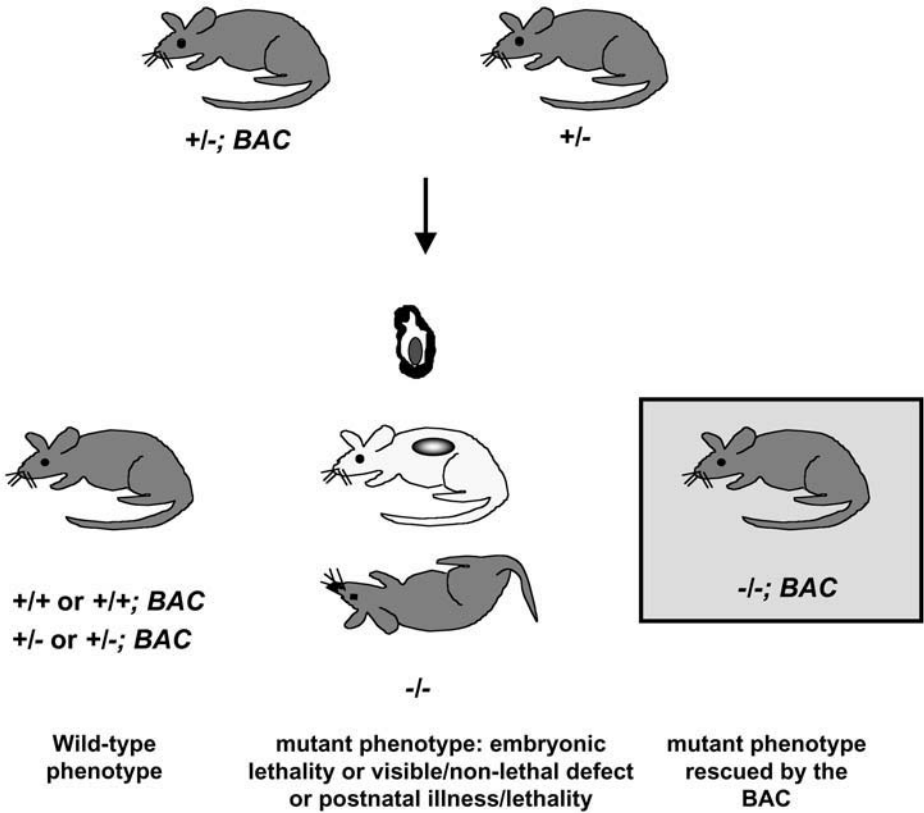 +/-; BAC
+/-
+/+ or +/+; BAC
+/- or +/-; BAC
-/-
-/-; BAC
Wild-type
phenotype
mutant phenotype: embryonic
lethality or visible/non-lethal defect
or postnatal illness/lethality
mutant phenotype
rescued by the
BAC